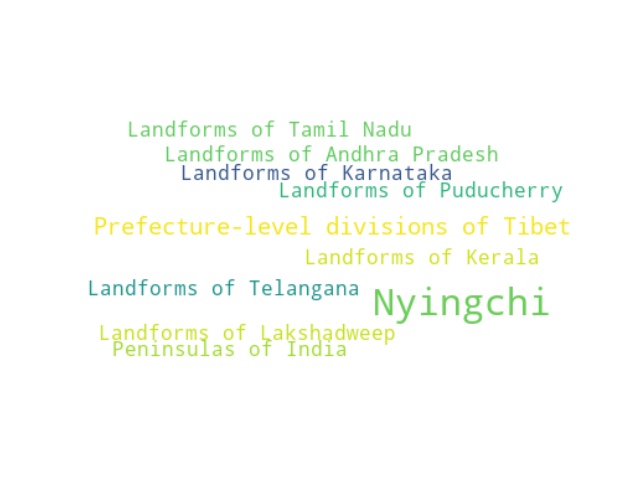 Landforms of Tamil Nadu
Landforms of Andhra Pradesh
Landforms of Karnataka
Landforms of Puducherry
Prefecture-level divisions of Tibet
Landforms of Kerala
Landforms of Telangana
Nyingchi
Landforms of Lakshadweep
Peninsulas of India